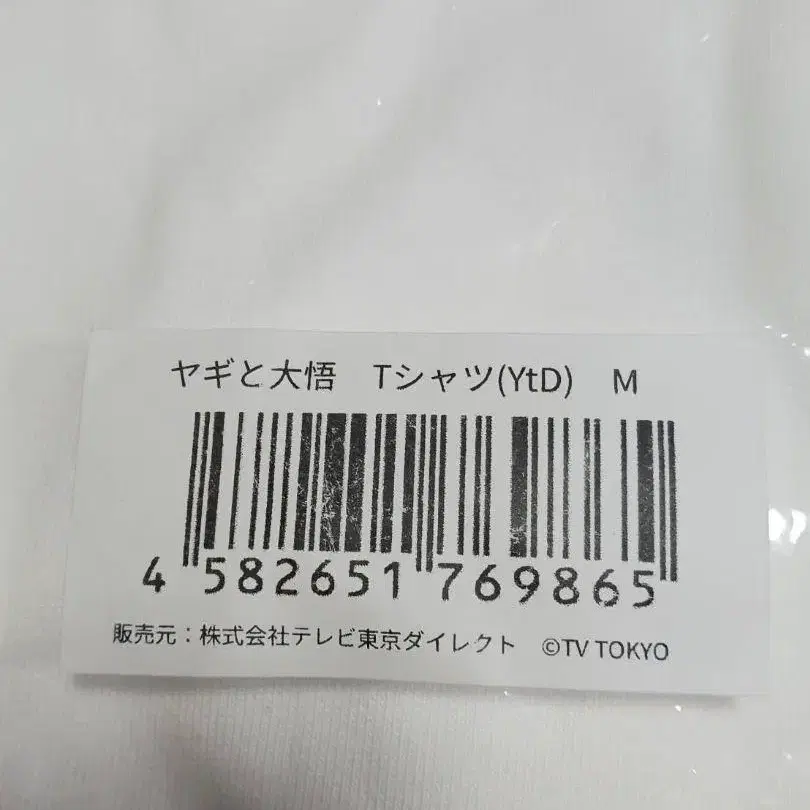 ヤギと大悟　Tシャツ(YtD)　M
4 582651 769865
販売元：株式会社テレビ東京ダイレクト　©TV TOKYO